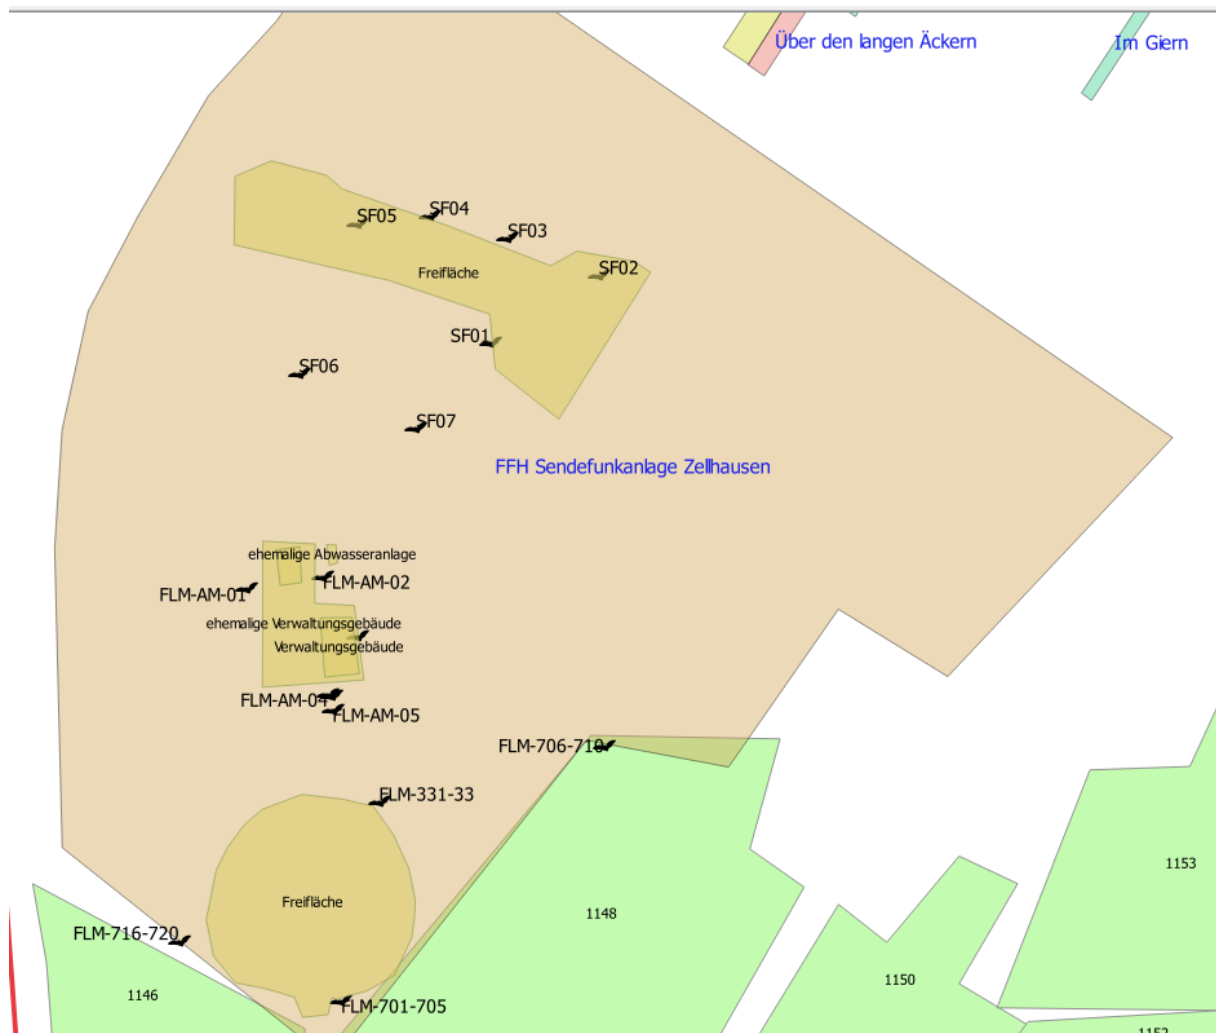 Über den langen Äckern
Im Giern
SF04
SF05
SF03
SF02
Freifläche
SF01
SF06
SF07
FFH Sendefunkanlage Zellhausen
ehemalige Abwasseranlage
FLM-AM-02
FLM-AM-01
ehemalige Verwaltungsgebäude
Verwaltungsgebäude
FLM-AM-04
FLM-AM-05
FLM-706-710
FLM-331-33
1153
Freifläche
1148
FLM-716-720
1150
1146
FLM-701-705